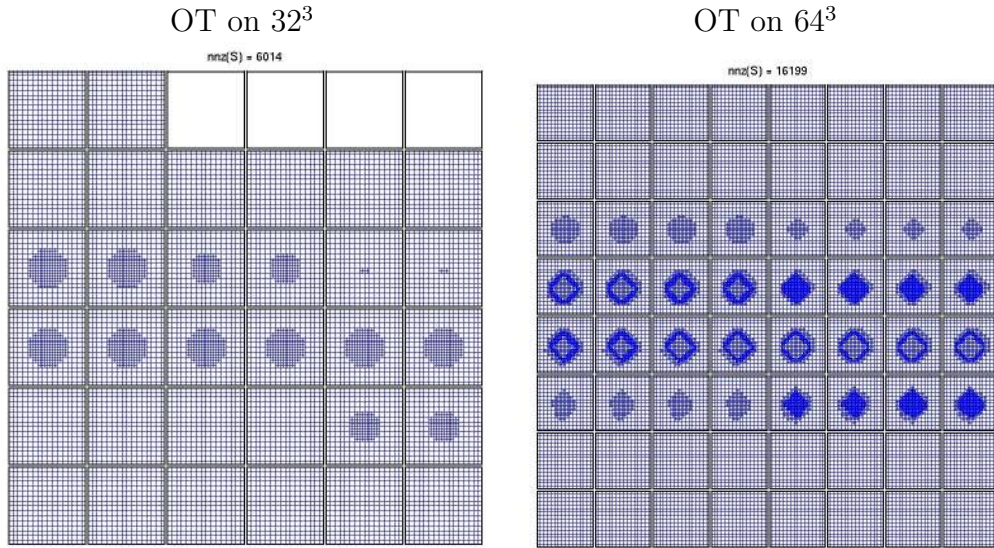 OT on 32³
OT on 64³
nnz(S) = 6014
nnz(S) = 16199